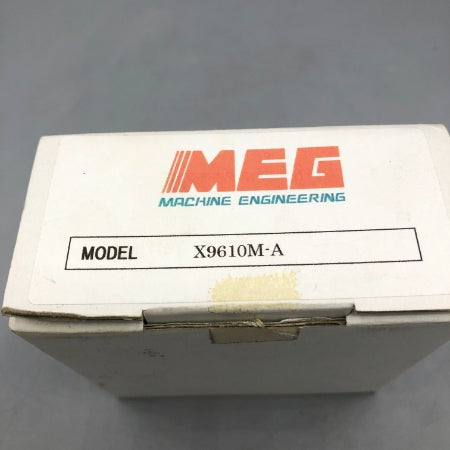 MEG
MACHINE ENGINEERING
MODEL X9610M-A